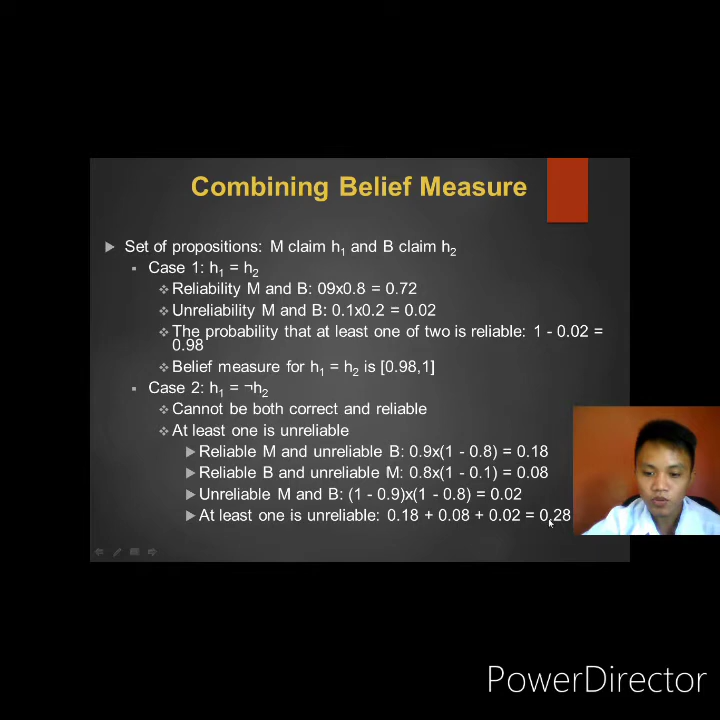 Combining Belief Measure
Set of propositions: M claim h₁ and B claim h₂
Case 1: h₁ = h₂
Reliability M and B: 09x0.8 = 0.72
Unreliability M and B: 0.1x0.2 = 0.02
The probability that at least one of two is reliable: 1 - 0.02 =
0.98
Belief measure for h₁ = h₂ is [0.98,1]
Case 2: h₁ = ¬h₂
Cannot be both correct and reliable
At least one is unreliable
Reliable M and unreliable B: 0.9x(1 - 0.8) = 0.18
Reliable B and unreliable M: 0.8x(1 - 0.1) = 0.08
Unreliable M and B: (1 - 0.9)x(1 - 0.8) = 0.02
At least one is unreliable: 0.18 + 0.08 + 0.02 = 0.28
PowerDirector